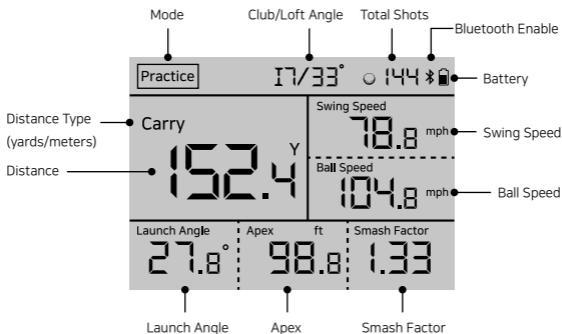 Mode
Club/Loft Angle
Total Shots
Bluetooth Enable
Practice
I7/33°
144
Battery
Distance Type
(yards/meters)
Carry
Swing Speed
78.8 mph
Swing Speed
Distance
152.4 Y
Ball Speed
104.8 mph
Ball Speed
Launch Angle
27.8°
Apex ft
98.8
Smash Factor
1.33
Launch Angle
Apex
Smash Factor